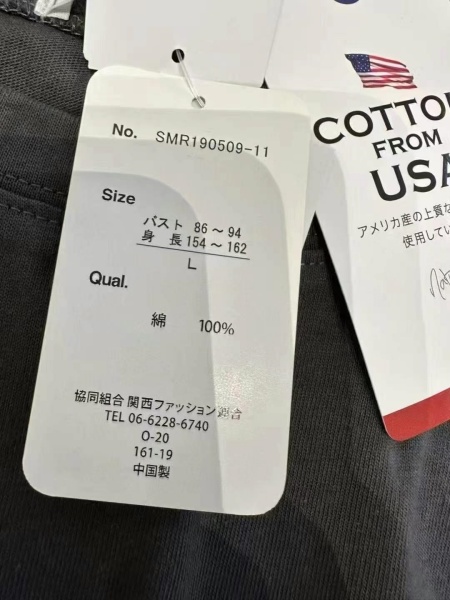 No. SMR190509-11
Size
バスト 86～94
身 長 154～162
L
Qual.
綿 100%
協同組合 関西ファッション連合
TEL 06-6228-6740
O-20
161-19
中国製
COTTO
FROM
USA
アメリカ産の上質な
使用してい